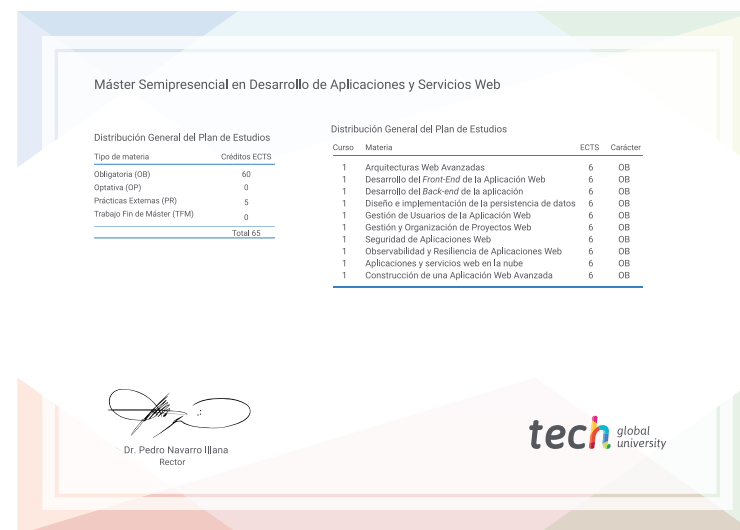 Máster Semipresencial en Desarrollo de Aplicaciones y Servicios Web
Distribución General del Plan de Estudios
Tipo de materia Créditos ECTS
Obligatoria (OB) 60
Optativa (OP) 0
Prácticas Externas (PR) 5
Trabajo Fin de Máster (TFM) 0
Total 65
Distribución General del Plan de Estudios
Curso Materia ECTS Carácter
1 Arquitecturas Web Avanzadas 6 OB
1 Desarrollo del Front-End de la Aplicación Web 6 OB
1 Desarrollo del Back-end de la aplicación 6 OB
1 Diseño e implementación de la persistencia de datos 6 OB
1 Gestión de Usuarios de la Aplicación Web 6 OB
1 Gestión y Organización de Proyectos Web 6 OB
1 Seguridad de Aplicaciones Web 6 OB
1 Observabilidad y Resiliencia de Aplicaciones Web 6 OB
1 Aplicaciones y servicios web en la nube 6 OB
1 Construcción de una Aplicación Web Avanzada 6 OB
Dr. Pedro Navarro Illana
Rector
tech global university